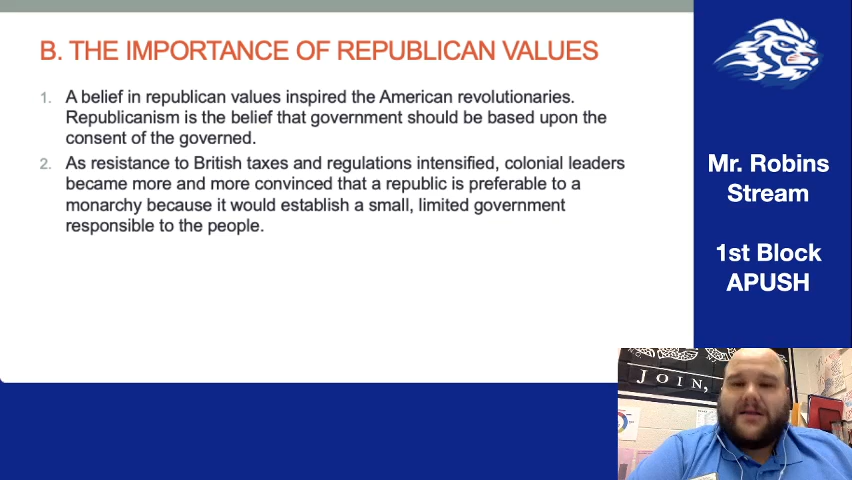 B. THE IMPORTANCE OF REPUBLICAN VALUES
1. A belief in republican values inspired the American revolutionaries.
Republicanism is the belief that government should be based upon the
consent of the governed.
2. As resistance to British taxes and regulations intensified, colonial leaders
became more and more convinced that a republic is preferable to a
monarchy because it would establish a small, limited government
responsible to the people.
Mr. Robins
Stream
1st Block
APUSH
JOIN,